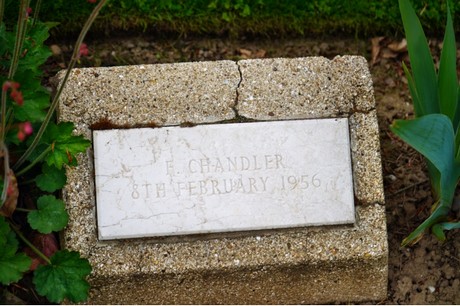 F. CHANDLER
8TH FEBRUARY 1956